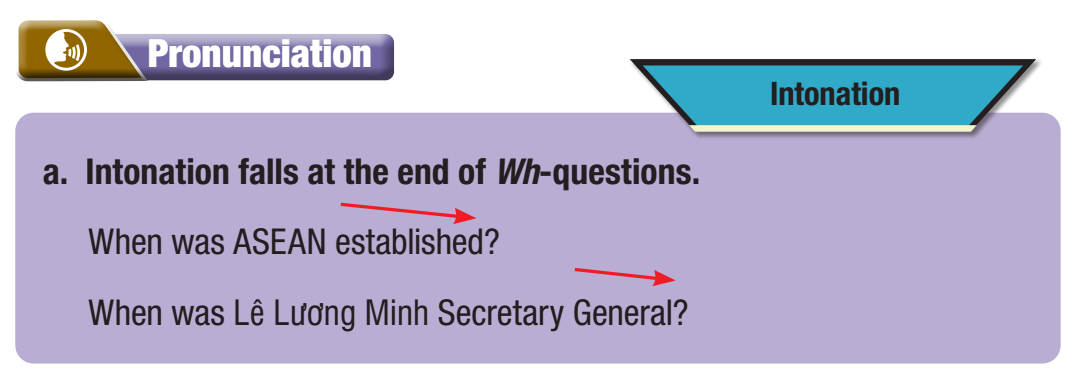 Pronunciation
Intonation
a. Intonation falls at the end of Wh-questions.
When was ASEAN established?
When was Lê Lương Minh Secretary General?